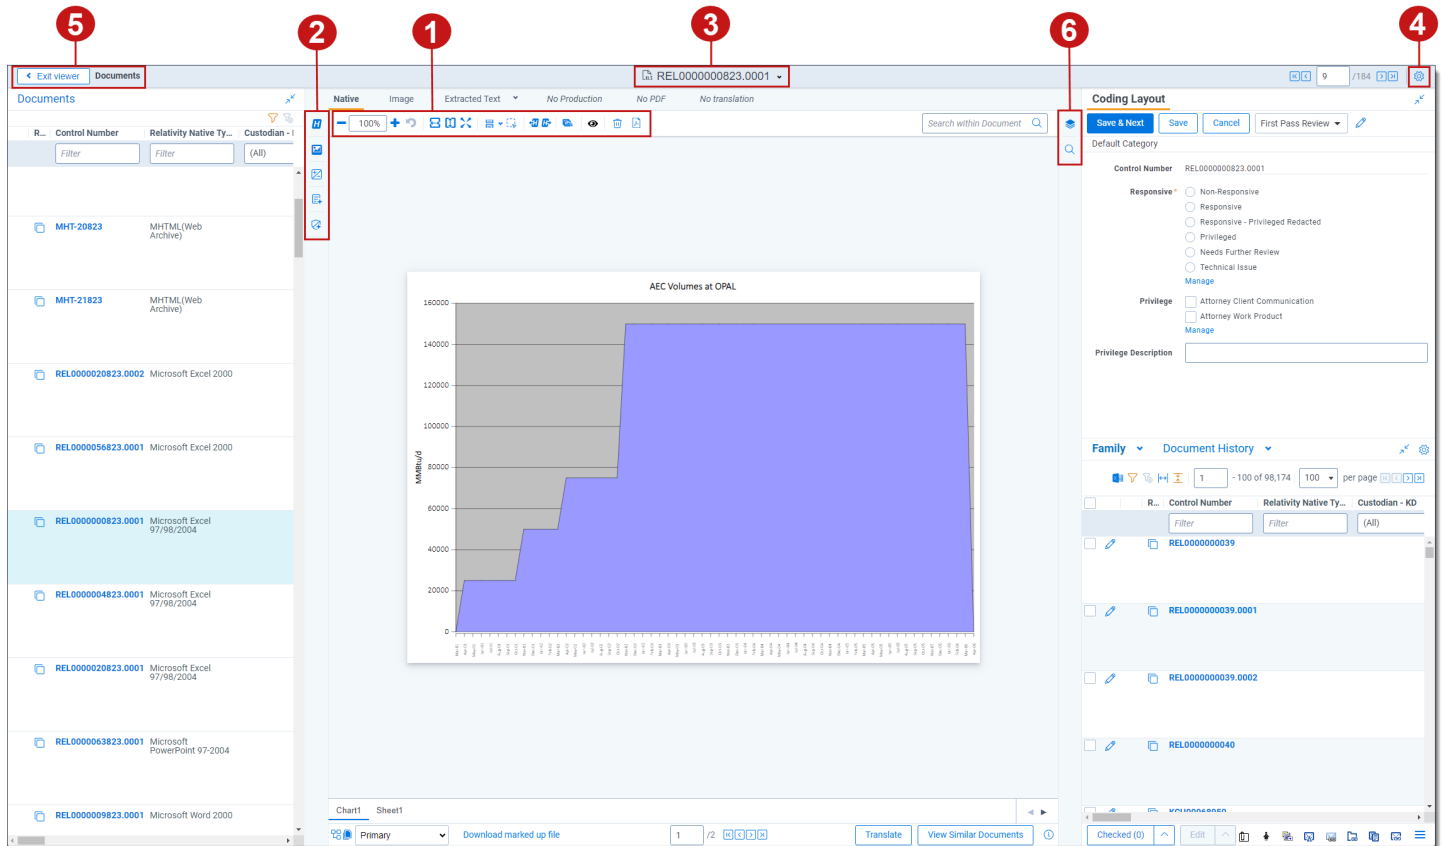 5
2
1
3
6
4
Exit viewer
Documents
REL0000000823.0001
9
/184
Documents
R... Control Number Relativity Native Ty... Custodian - I
Filter Filter (All)
MHT-20823 MHTML(Web
Archive)
MHT-21823 MHTML(Web
Archive)
REL0000020823.0002 Microsoft Excel 2000
REL0000056823.0001 Microsoft Excel 2000
REL0000000823.0001 Microsoft Excel
97/98/2004
REL0000004823.0001 Microsoft Excel
97/98/2004
REL0000020823.0001 Microsoft Excel
97/98/2004
REL0000063823.0001 Microsoft
PowerPoint 97-2004
REL0000009823.0001 Microsoft Word 2000
Native Image Extracted Text No Production No PDF No translation
100%
Search within Document
AEC Volumes at OPAL
MMBtu/d
160000
140000
120000
100000
80000
60000
40000
20000
0
Chart1 Sheet1
Primary Download marked up file 1 /2 Translate View Similar Documents
Coding Layout
Save & Next Save Cancel First Pass Review
Default Category
Control Number REL0000000823.0001
Responsive* Non-Responsive
Responsive
Responsive - Privileged Redacted
Privileged
Needs Further Review
Technical Issue
Manage
Privilege Attorney Client Communication
Attorney Work Product
Manage
Privilege Description
Family Document History
1 - 100 of 98,174 100 per page
R... Control Number Relativity Native Ty... Custodian - KD
Filter Filter (All)
REL0000000039
REL0000000039.0001
REL0000000039.0002
REL0000000040
Checked (0) Edit